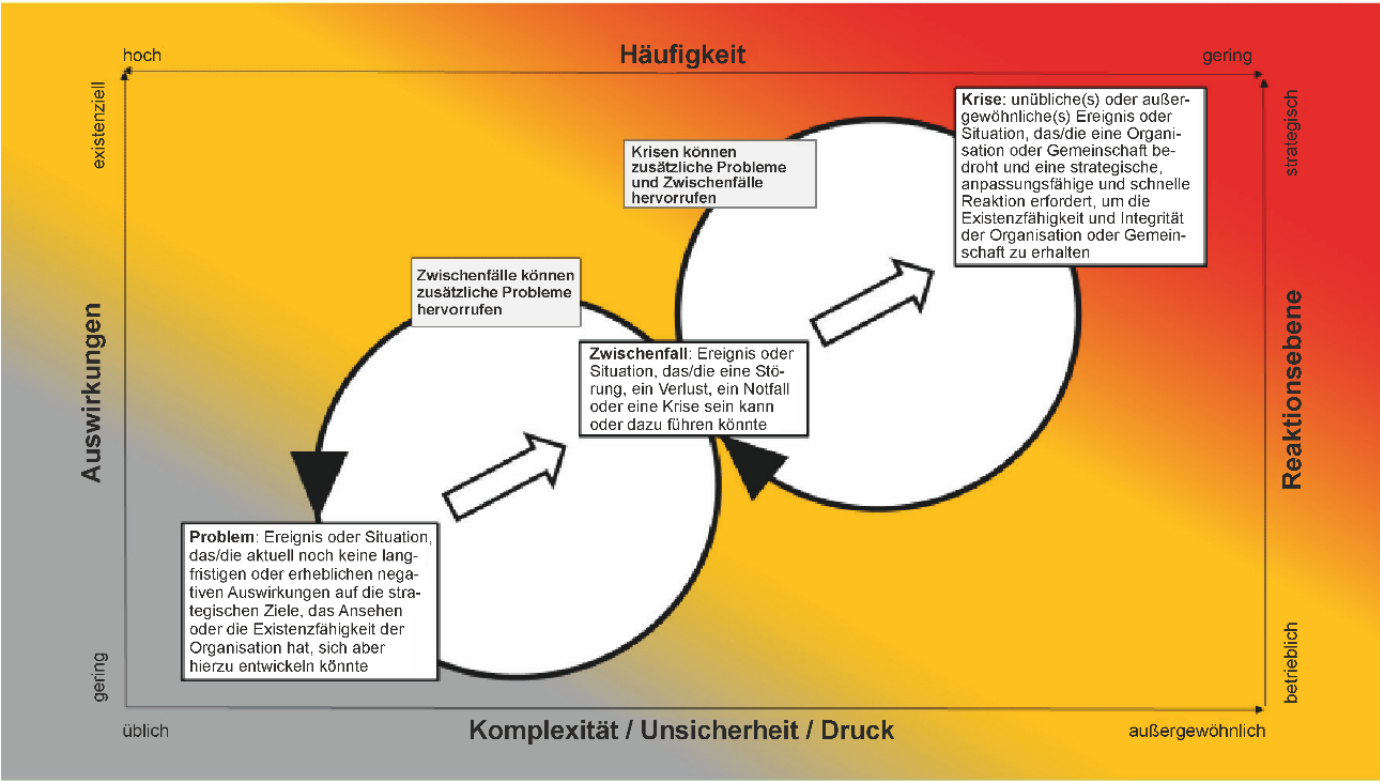 hoch
Häufigkeit
gering
existenziell
Auswirkungen
gering
strategisch
Reaktionsebene
betrieblich
Krise: unübliche(s) oder außer-
gewöhnliche(s) Ereignis oder
Situation, das/die eine Organi-
sation oder Gemeinschaft be-
droht und eine strategische,
anpassungsfähige und schnelle
Reaktion erfordert, um die
Existenzfähigkeit und Integrität
der Organisation oder Gemein-
schaft zu erhalten
Krisen können
zusätzliche Probleme
und Zwischenfälle
hervorrufen
Zwischenfälle können
zusätzliche Probleme
hervorrufen
Zwischenfall: Ereignis oder
Situation, das/die eine Stö-
rung, ein Verlust, ein Notfall
oder eine Krise sein kann
oder dazu führen könnte
Problem: Ereignis oder Situation,
das/die aktuell noch keine lang-
fristigen oder erheblichen nega-
tiven Auswirkungen auf die stra-
tegischen Ziele, das Ansehen
oder die Existenzfähigkeit der
Organisation hat, sich aber
hierzu entwickeln könnte
üblich
Komplexität / Unsicherheit / Druck
außergewöhnlich